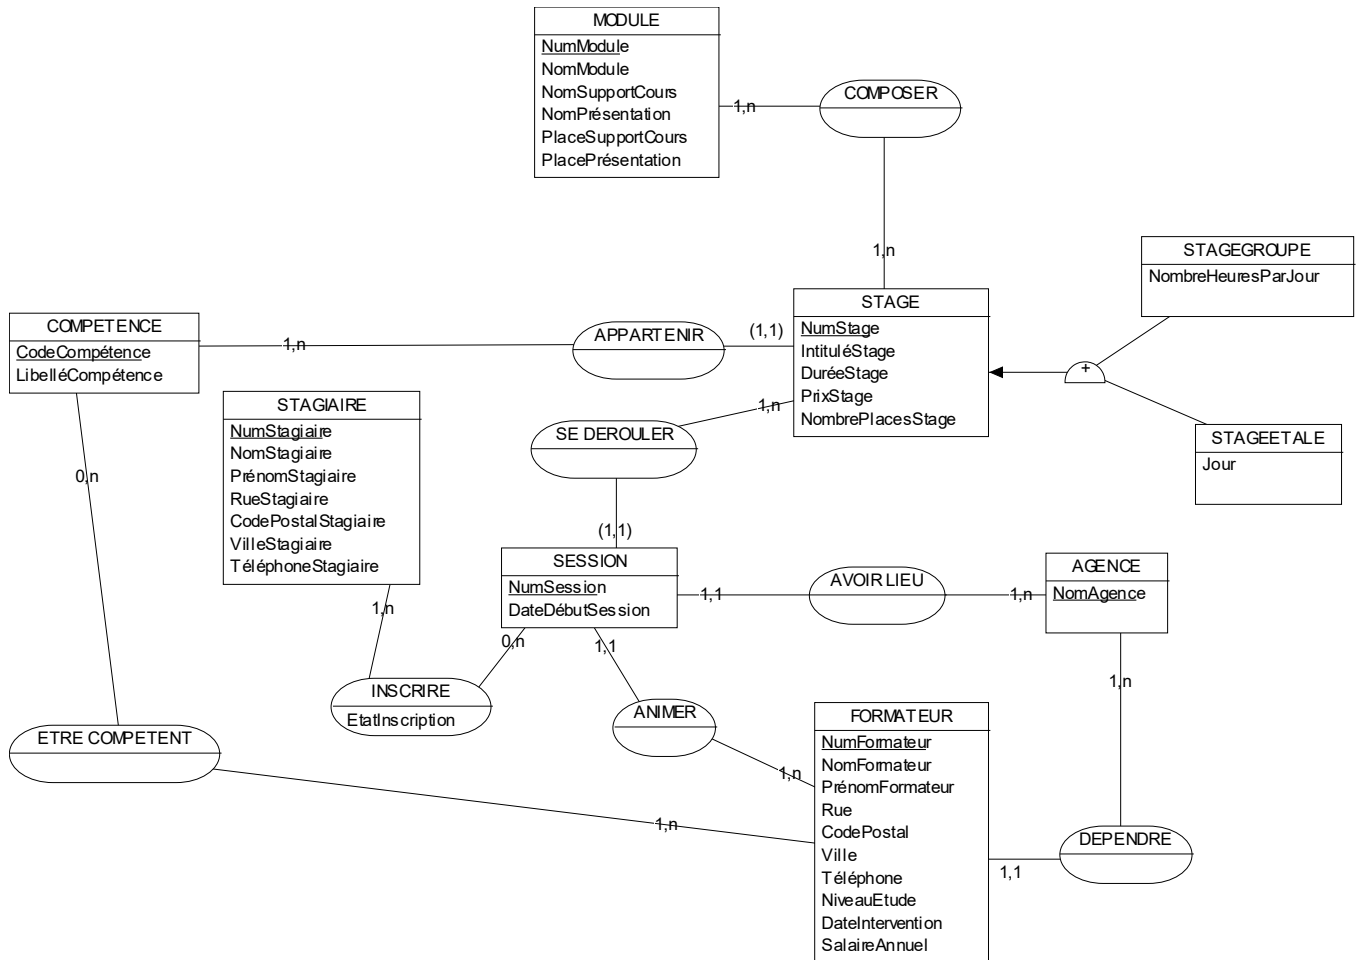 MODULE
NumModule
NomModule
NomSupportCours
NomPrésentation
PlaceSupportCours
PlacePrésentation
1,n
COMPOSER
1,n
STAGEGROUPE
NombreHeuresParJour
STAGE
NumStage
IntituléStage
DuréeStage
PrixStage
NombrePlacesStage
COMPETENCE
CodeCompétence
LibelléCompétence
1,n
APPARTENIR
(1,1)
+
STAGIAIRE
NumStagiaire
NomStagiaire
PrénomStagiaire
RueStagiaire
CodePostalStagiaire
VilleStagiaire
TéléphoneStagiaire
1,n
SE DEROULER
STAGEETALE
Jour
0,n
(1,1)
SESSION
NumSession
DateDébutSession
1,1
AVOIR LIEU
1,n
AGENCE
NomAgence
1,n
0,n
1,1
1,n
INSCRIRE
EtatInscription
ANIMER
1,n
ETRE COMPETENT
1,n
FORMATEUR
NumFormateur
NomFormateur
PrénomFormateur
Rue
CodePostal
Ville
Téléphone
NiveauEtude
DateIntervention
SalaireAnnuel
1,1
DEPENDRE